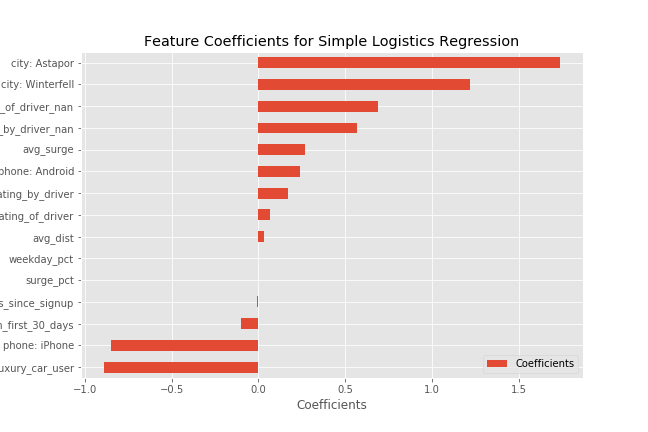 Feature Coefficients for Simple Logistics Regression
city: Astapor
city: Winterfell
_of_driver_nan
_by_driver_nan
avg_surge
phone: Android
ating_by_driver
ating_of_driver
avg_dist
weekday_pct
surge_pct
s_since_signup
_first_30_days
phone: iPhone
uxury_car_user
Coefficients
−1.0 −0.5 0.0 0.5 1.0 1.5
Coefficients